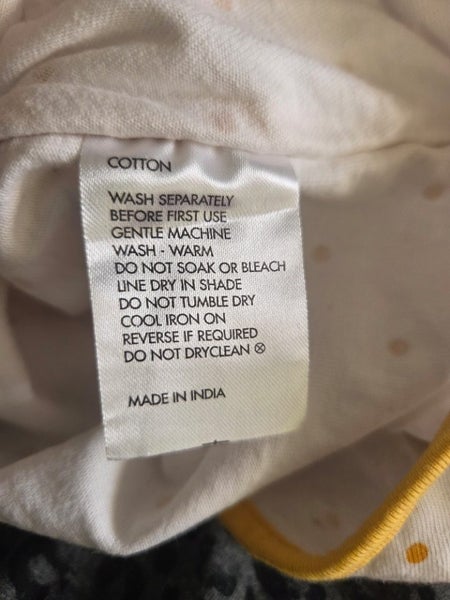 COTTON
WASH SEPARATELY
BEFORE FIRST USE
GENTLE MACHINE
WASH - WARM
DO NOT SOAK OR BLEACH
LINE DRY IN SHADE
DO NOT TUMBLE DRY
COOL IRON ON
REVERSE IF REQUIRED
DO NOT DRYCLEAN ⓧ
MADE IN INDIA